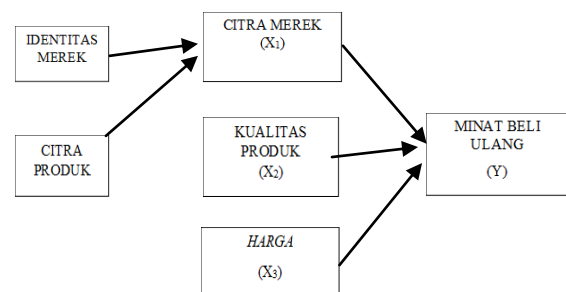 IDENTITAS
MEREK
CITRA
PRODUK
CITRA MEREK
(X1)
KUALITAS
PRODUK
(X2)
HARGA
(X3)
MINAT BELI
ULANG
(Y)